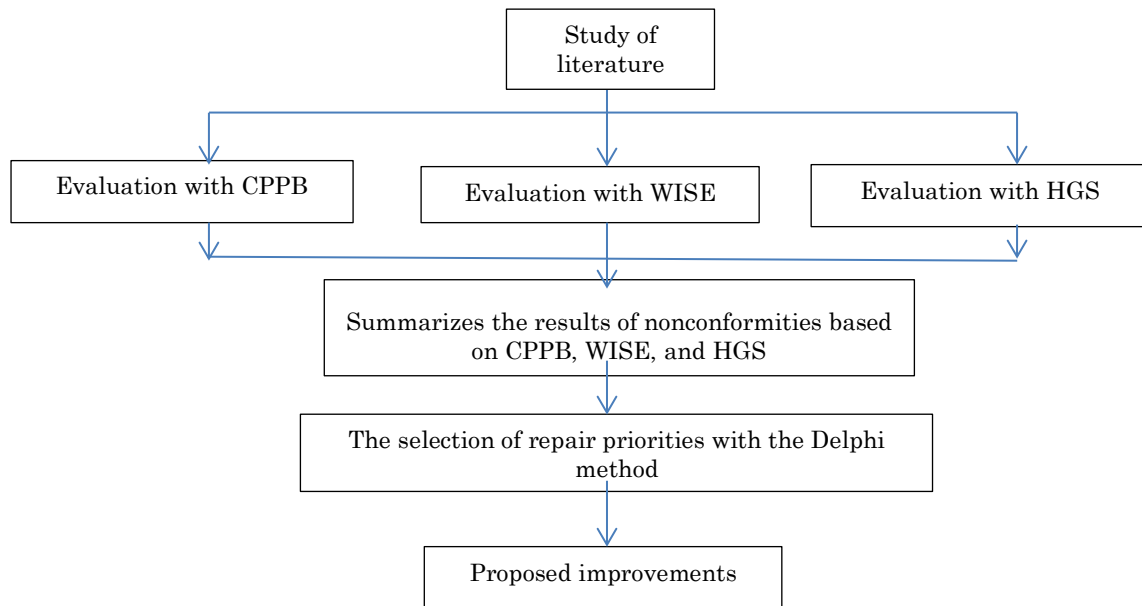 Study of
literature
Evaluation with CPPB
Evaluation with WISE
Evaluation with HGS
Summarizes the results of nonconformities based
on CPPB, WISE, and HGS
The selection of repair priorities with the Delphi
method
Proposed improvements